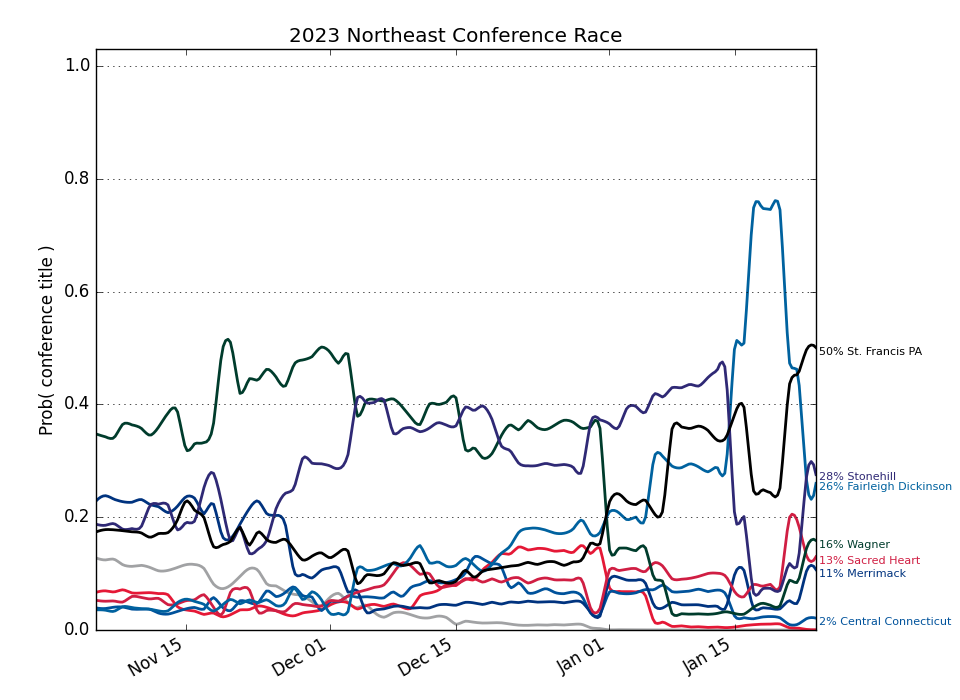 2023 Northeast Conference Race
Prob( conference title )
1.0
0.8
0.6
0.4
0.2
0.0
Nov 15
Dec 01
Dec 15
Jan 01
Jan 15
50% St. Francis PA
28% Stonehill
26% Fairleigh Dickinson
16% Wagner
13% Sacred Heart
11% Merrimack
2% Central Connecticut